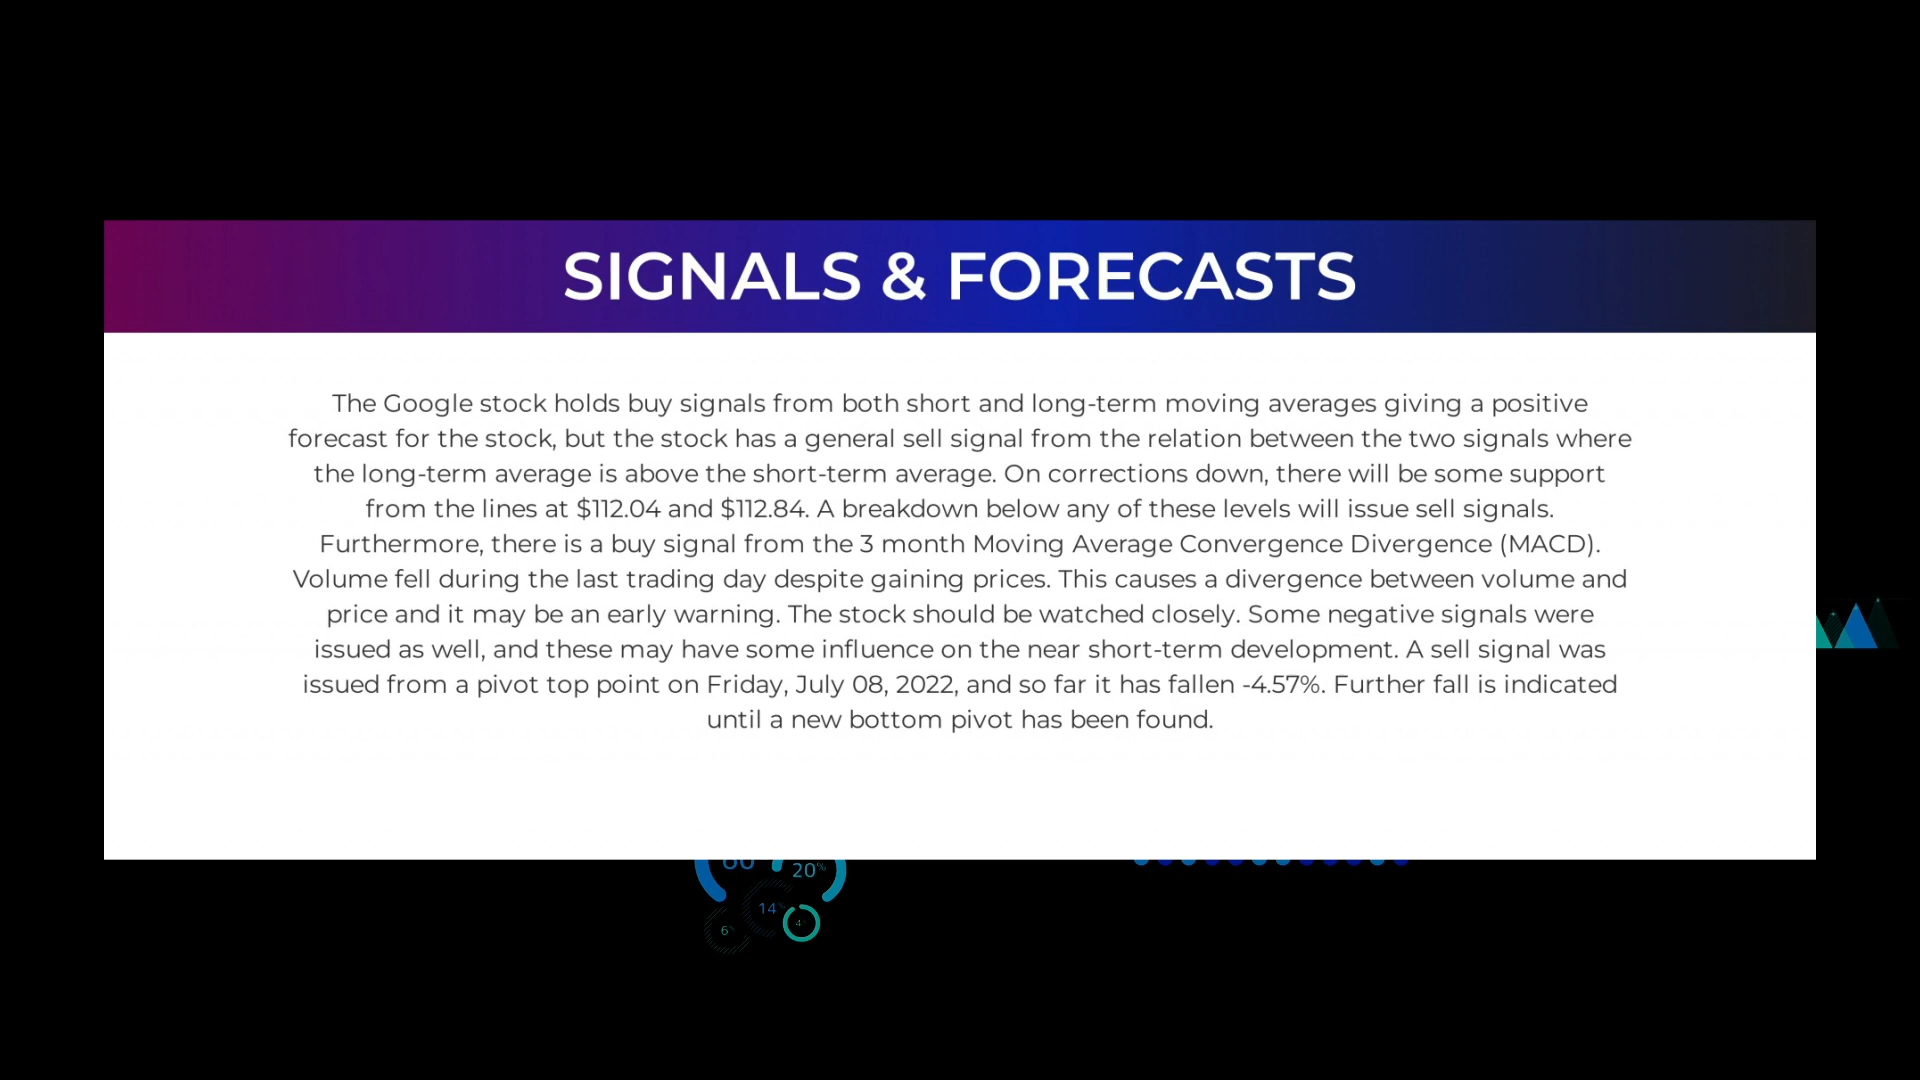 SIGNALS & FORECASTS
The Google stock holds buy signals from both short and long-term moving averages giving a positive
forecast for the stock, but the stock has a general sell signal from the relation between the two signals where
the long-term average is above the short-term average. On corrections down, there will be some support
from the lines at $112.04 and $112.84. A breakdown below any of these levels will issue sell signals.
Furthermore, there is a buy signal from the 3 month Moving Average Convergence Divergence (MACD).
Volume fell during the last trading day despite gaining prices. This causes a divergence between volume and
price and it may be an early warning. The stock should be watched closely. Some negative signals were
issued as well, and these may have some influence on the near short-term development. A sell signal was
issued from a pivot top point on Friday, July 08, 2022, and so far it has fallen -4.57%. Further fall is indicated
until a new bottom pivot has been found.
20%
14
4
6